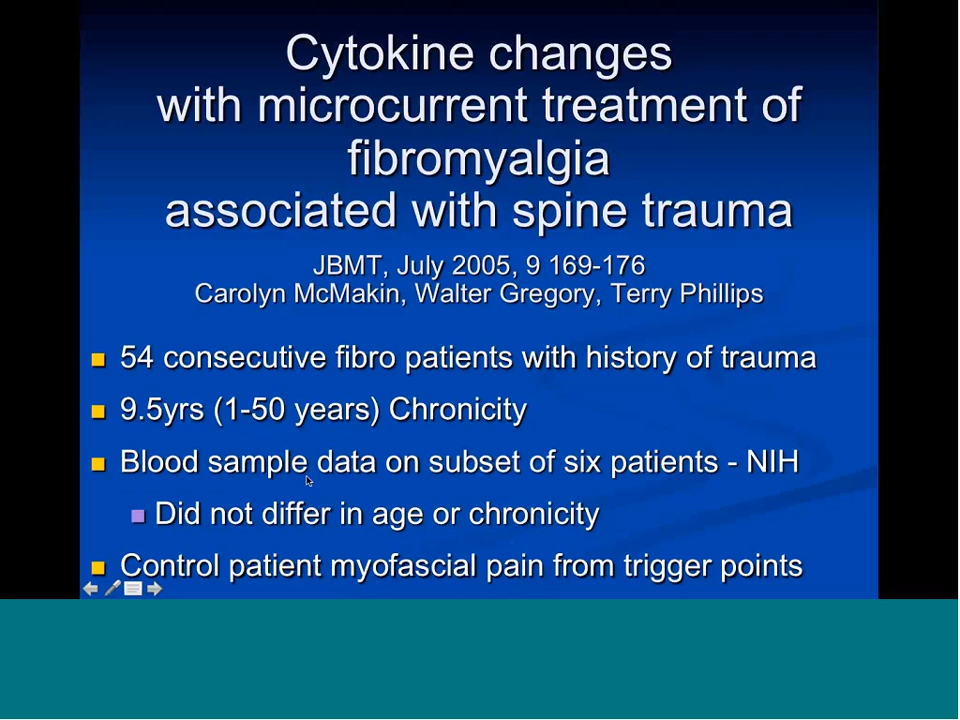 Cytokine changes
with microcurrent treatment of
fibromyalgia
associated with spine trauma
JBMT, July 2005, 9 169-176
Carolyn McMakin, Walter Gregory, Terry Phillips
54 consecutive fibro patients with history of trauma
9.5yrs (1-50 years) Chronicity
Blood sample data on subset of six patients - NIH
Did not differ in age or chronicity
Control patient myofascial pain from trigger points